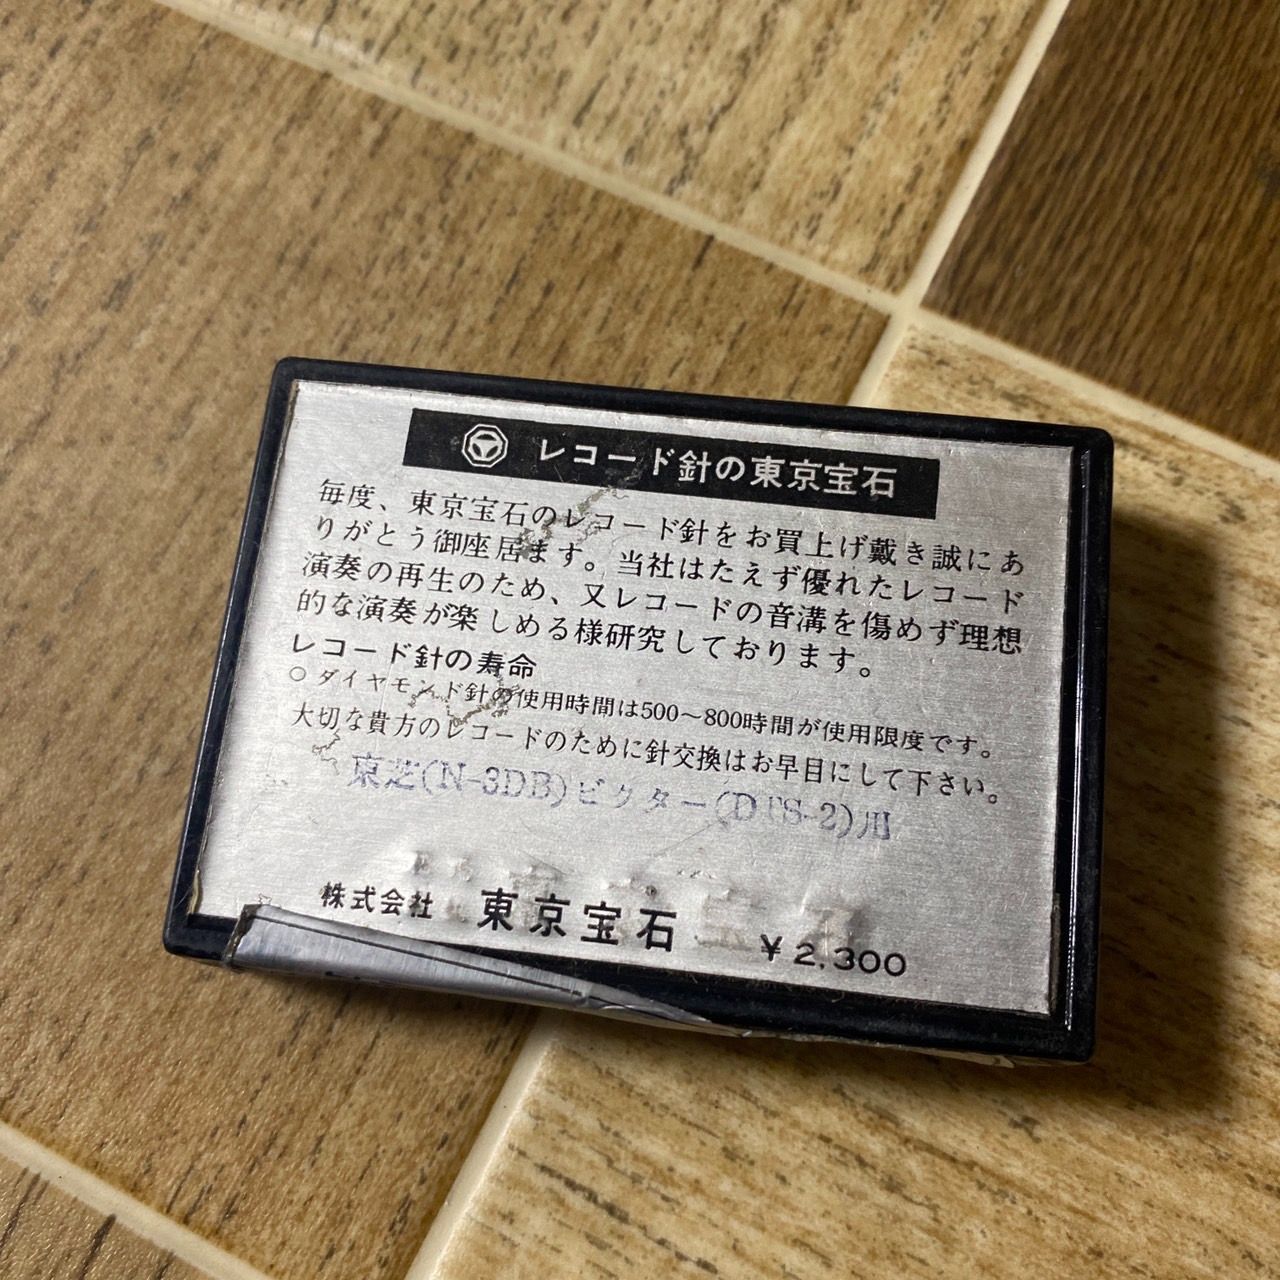 レコード針の東京宝石
毎度、東京宝石のレコード針をお買上げ戴き誠にあ
りがとう御座居ます。当社はたえず優れたレコード
演奏の再生のため、又レコードの音溝を傷めず理想
的な演奏が楽しめる様研究しております。
レコード針の寿命
○ダイヤモンド針の使用時間は500〜800時間が使用限度です。
大切な貴方のレコードのために針交換はお早目にして下さい。
東芝(N-3DB)ビクター(DTS-2)用
株式会社 東京宝石 ¥2,300